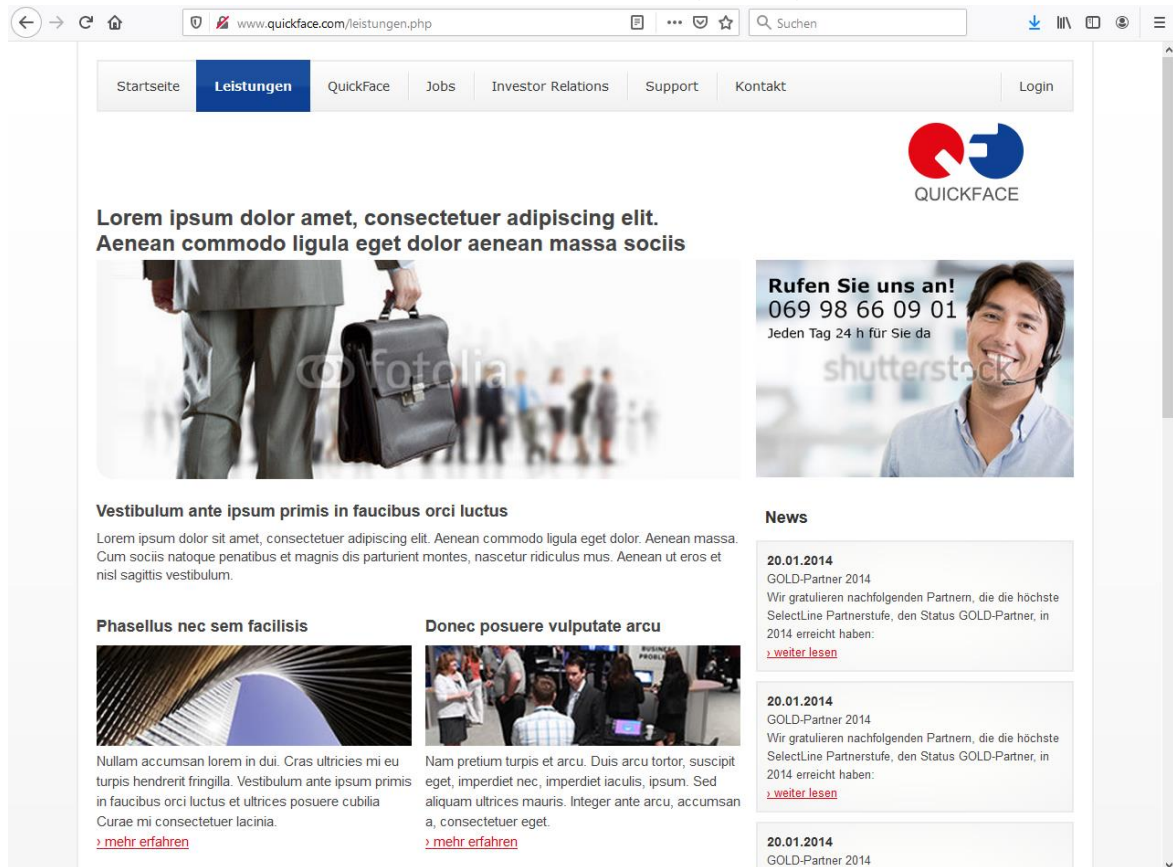 www.quickface.com/leistungen.php
Suchen
Startseite Leistungen QuickFace Jobs Investor Relations Support Kontakt Login
QUICKFACE
Lorem ipsum dolor amet, consectetuer adipiscing elit.
Aenean commodo ligula eget dolor aenean massa sociis
fotolia
Rufen Sie uns an!
069 98 66 09 01
Jeden Tag 24 h für Sie da
shutterstock
Vestibulum ante ipsum primis in faucibus orci luctus
Lorem ipsum dolor sit amet, consectetuer adipiscing elit. Aenean commodo ligula eget dolor. Aenean massa.
Cum sociis natoque penatibus et magnis dis parturient montes, nascetur ridiculus mus. Aenean ut eros et
nisl sagittis vestibulum.
Phasellus nec sem facilisis
Nullam accumsan lorem in dui. Cras ultricies mi eu
turpis hendrerit fringilla. Vestibulum ante ipsum primis
in faucibus orci luctus et ultrices posuere cubilia
Curae mi consectetuer lacinia.
› mehr erfahren
Donec posuere vulputate arcu
BUSINESS
PROBLEM
Nam pretium turpis et arcu. Duis arcu tortor, suscipit
eget, imperdiet nec, imperdiet iaculis, ipsum. Sed
aliquam ultrices mauris. Integer ante arcu, accumsan
a, consectetuer eget.
› mehr erfahren
News
20.01.2014
GOLD-Partner 2014
Wir gratulieren nachfolgenden Partnern, die die höchste
SelectLine Partnerstufe, den Status GOLD-Partner, in
2014 erreicht haben:
› weiter lesen
20.01.2014
GOLD-Partner 2014
Wir gratulieren nachfolgenden Partnern, die die höchste
SelectLine Partnerstufe, den Status GOLD-Partner, in
2014 erreicht haben:
› weiter lesen
20.01.2014
GOLD-Partner 2014